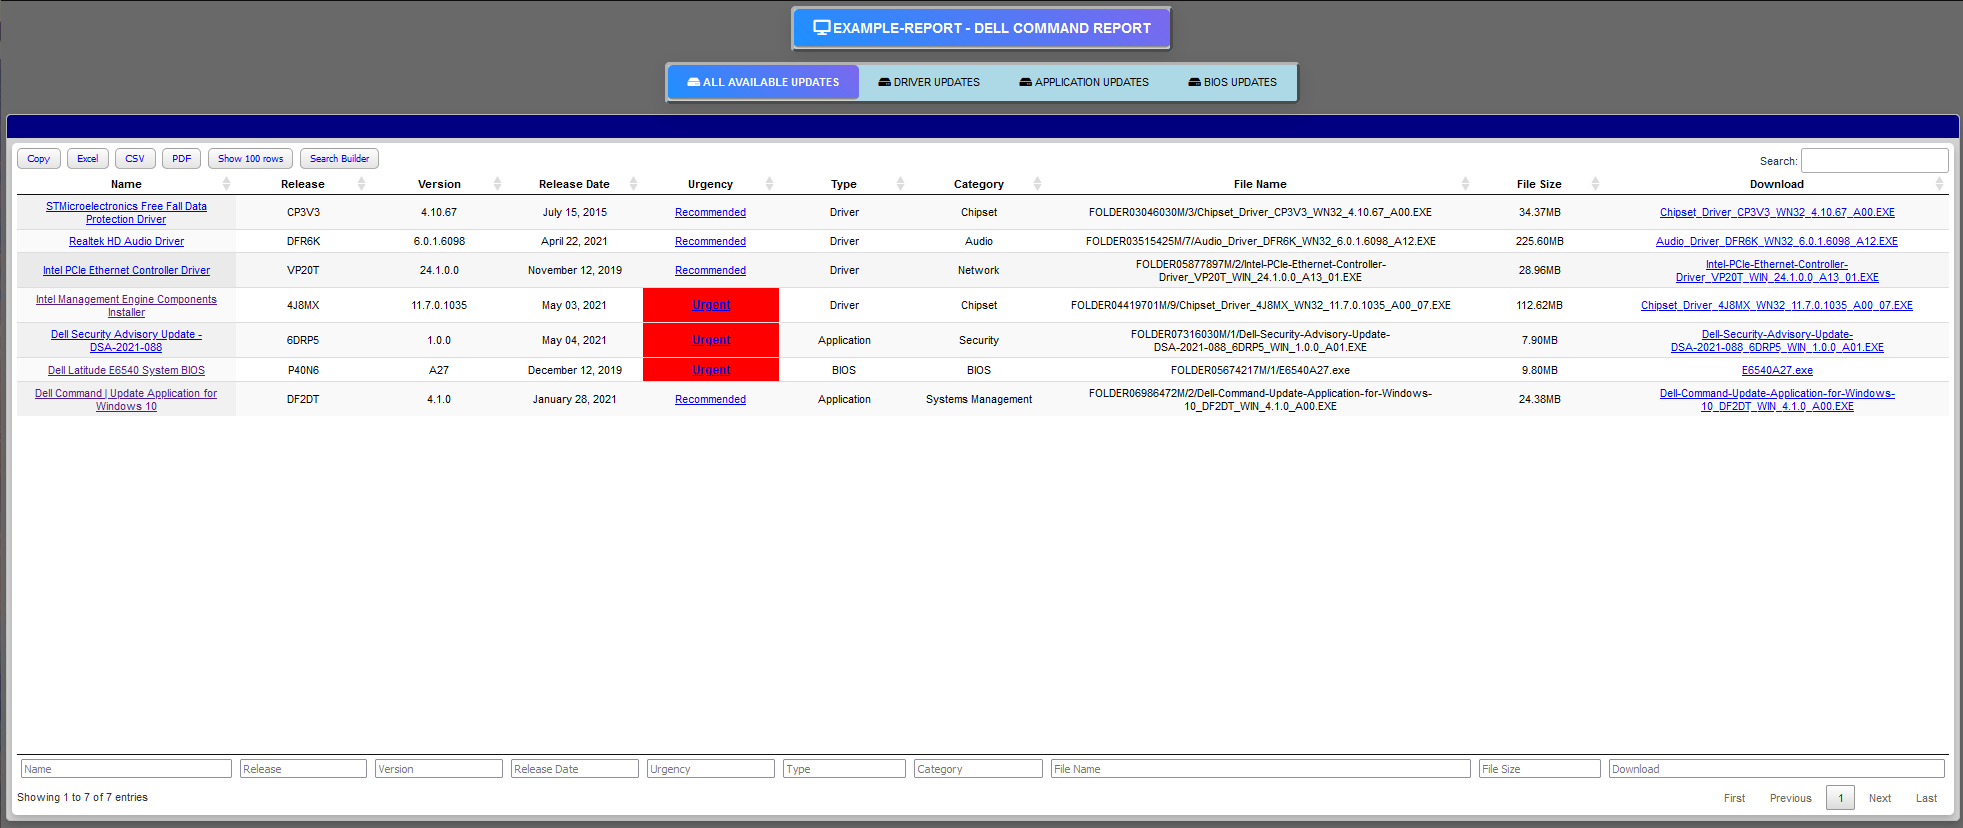 EXAMPLE-REPORT - DELL COMMAND REPORT
ALL AVAILABLE UPDATES DRIVER UPDATES APPLICATION UPDATES BIOS UPDATES
Copy Excel CSV PDF Show 100 rows Search Builder Search:
Name Release Version Release Date Urgency Type Category File Name File Size Download
STMicroelectronics Free Fall Data
Protection Driver
CP3V3 4.10.67 July 15, 2015 Recommended Driver Chipset FOLDER03046030M/3/Chipset_Driver_CP3V3_WN32_4.10.67_A00.EXE 34.37MB Chipset_Driver_CP3V3_WN32_4.10.67_A00.EXE
Realtek HD Audio Driver DFR6K 6.0.1.6098 April 22, 2021 Recommended Driver Audio FOLDER03515425M/7/Audio_Driver_DFR6K_WN32_6.0.1.6098_A12.EXE 225.60MB Audio_Driver_DFR6K_WN32_6.0.1.6098_A12.EXE
Intel PCIe Ethernet Controller Driver VP20T 24.1.0.0 November 12, 2019 Recommended Driver Network
FOLDER05877897M/2/Intel-PCIe-Ethernet-Controller-
Driver_VP20T_WIN_24.1.0.0_A13_01.EXE
28.96MB
Intel-PCIe-Ethernet-Controller-
Driver_VP20T_WIN_24.1.0.0_A13_01.EXE
Intel Management Engine Components
Installer
4J8MX 11.7.0.1035 May 03, 2021 Urgent Driver Chipset FOLDER04419701M/9/Chipset_Driver_4J8MX_WN32_11.7.0.1035_A00_07.EXE 112.62MB Chipset_Driver_4J8MX_WN32_11.7.0.1035_A00_07.EXE
Dell Security Advisory Update -
DSA-2021-088
6DRP5 1.0.0 May 04, 2021 Urgent Application Security
FOLDER07316030M/1/Dell-Security-Advisory-Update-
DSA-2021-088_6DRP5_WIN_1.0.0_A01.EXE
7.90MB
Dell-Security-Advisory-Update-
DSA-2021-088_6DRP5_WIN_1.0.0_A01.EXE
Dell Latitude E6540 System BIOS P40N6 A27 December 12, 2019 Urgent BIOS BIOS FOLDER05674217M/1/E6540A27.exe 9.80MB E6540A27.exe
Dell Command | Update Application for
Windows 10
DF2DT 4.1.0 January 28, 2021 Recommended Application Systems Management
FOLDER06986472M/2/Dell-Command-Update-Application-for-Windows-
10_DF2DT_WIN_4.1.0_A00.EXE
24.38MB
Dell-Command-Update-Application-for-Windows-
10_DF2DT_WIN_4.1.0_A00.EXE
Name Release Version Release Date Urgency Type Category File Name File Size Download
Showing 1 to 7 of 7 entries First Previous 1 Next Last